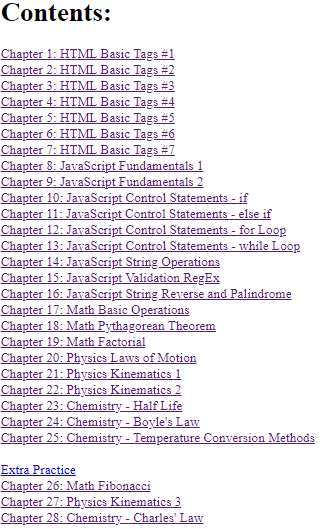 Contents:
Chapter 1: HTML Basic Tags #1
Chapter 2: HTML Basic Tags #2
Chapter 3: HTML Basic Tags #3
Chapter 4: HTML Basic Tags #4
Chapter 5: HTML Basic Tags #5
Chapter 6: HTML Basic Tags #6
Chapter 7: HTML Basic Tags #7
Chapter 8: JavaScript Fundamentals 1
Chapter 9: JavaScript Fundamentals 2
Chapter 10: JavaScript Control Statements - if
Chapter 11: JavaScript Control Statements - else if
Chapter 12: JavaScript Control Statements - for Loop
Chapter 13: JavaScript Control Statements - while Loop
Chapter 14: JavaScript String Operations
Chapter 15: JavaScript Validation RegEx
Chapter 16: JavaScript String Reverse and Palindrome
Chapter 17: Math Basic Operations
Chapter 18: Math Pythagorean Theorem
Chapter 19: Math Factorial
Chapter 20: Physics Laws of Motion
Chapter 21: Physics Kinematics 1
Chapter 22: Physics Kinematics 2
Chapter 23: Chemistry - Half Life
Chapter 24: Chemistry - Boyle's Law
Chapter 25: Chemistry - Temperature Conversion Methods
Extra Practice
Chapter 26: Math Fibonacci
Chapter 27: Physics Kinematics 3
Chapter 28: Chemistry - Charles' Law